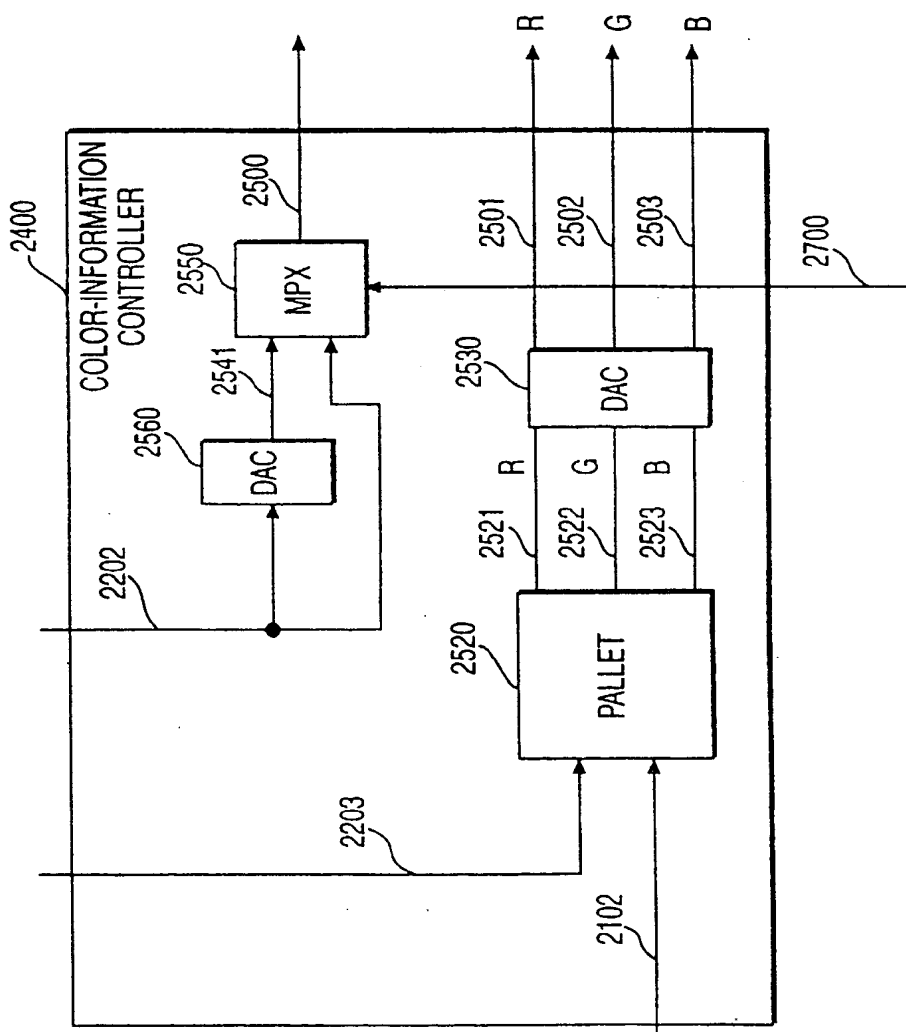 2400
COLOR-INFORMATION
CONTROLLER
2202
2560
DAC
2541
2550
MPX
2500
2203
2102
2520
PALLET
2521
R
2522
G
2523
B
2530
DAC
2501
R
2502
G
2503
B
2700